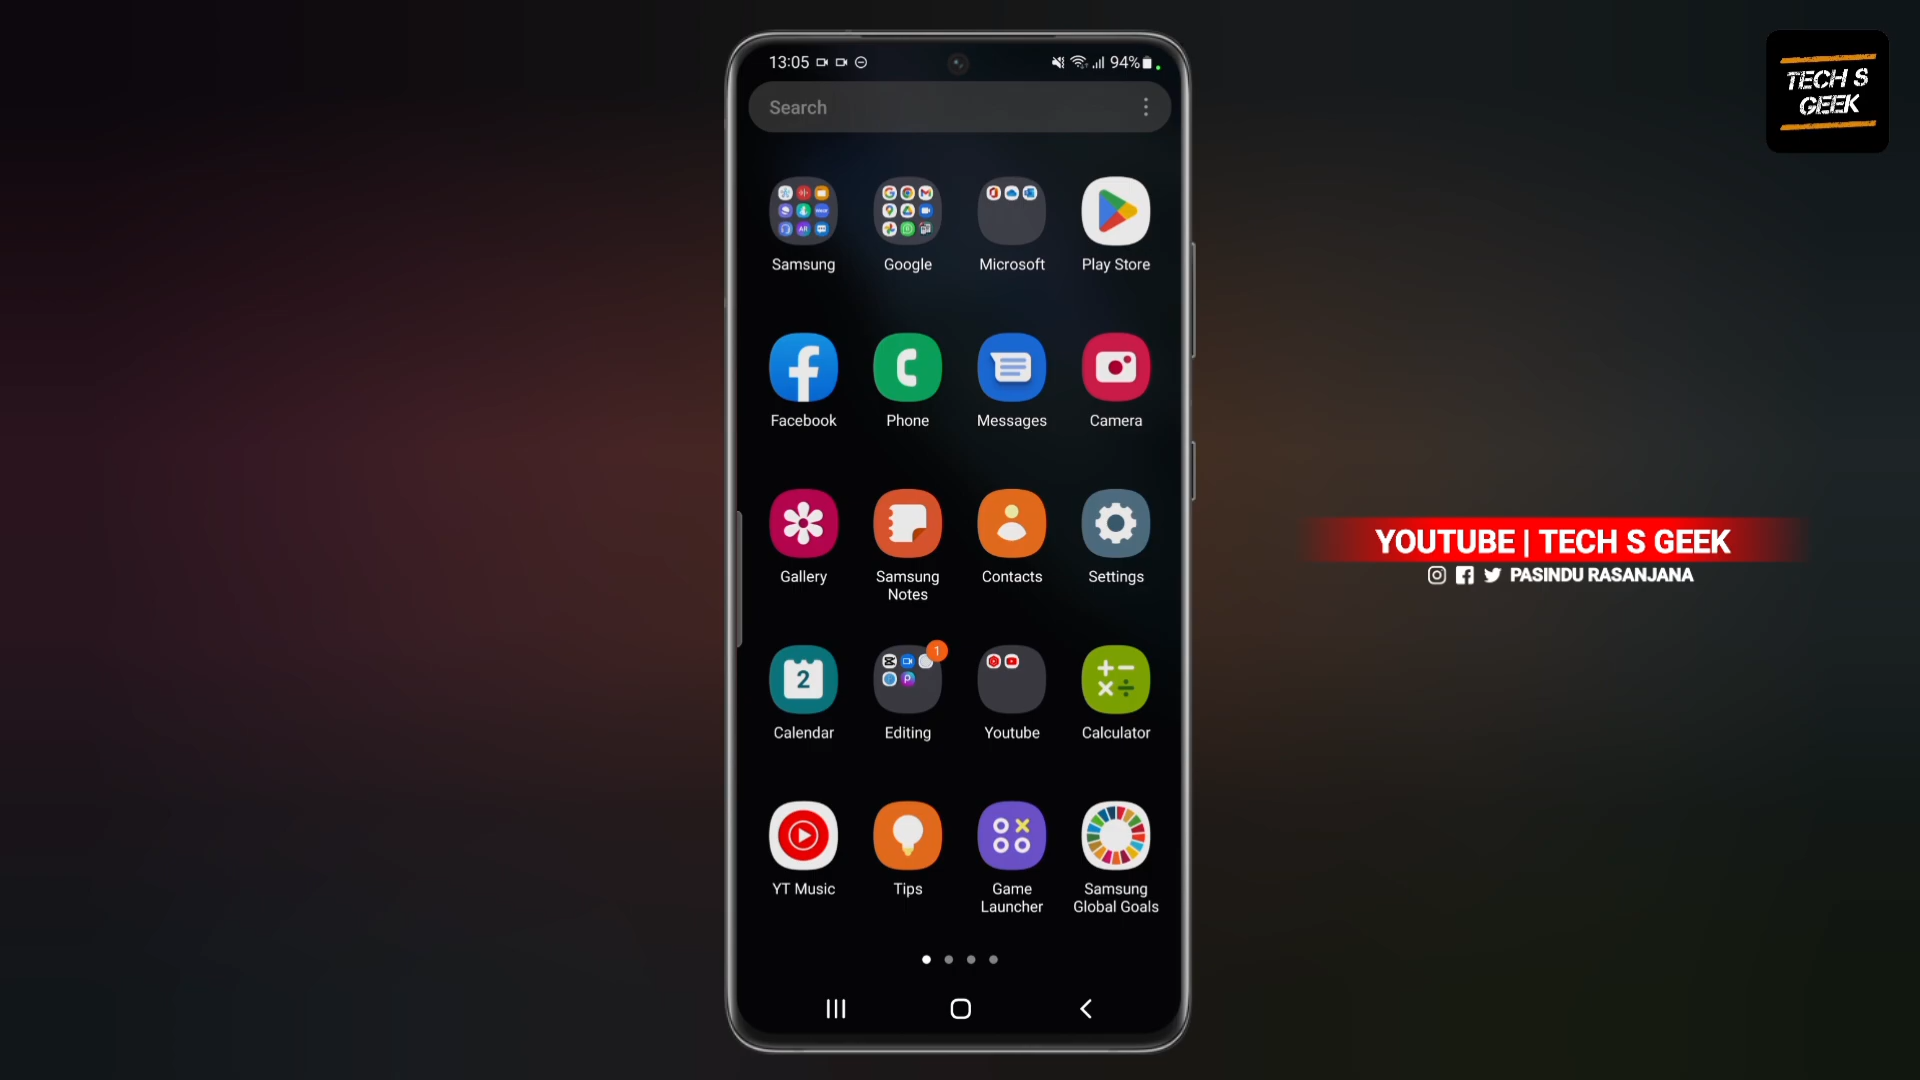 13:05
94%
TECH S
GEEK
Search
Samsung
Google
Microsoft
Play Store
Facebook
Phone
Messages
Camera
Gallery
Samsung
Notes
Contacts
Settings
YOUTUBE | TECH S GEEK
PASINDU RASANJANA
2
1
Calendar
Editing
Youtube
Calculator
YT Music
Tips
Game
Launcher
Samsung
Global Goals